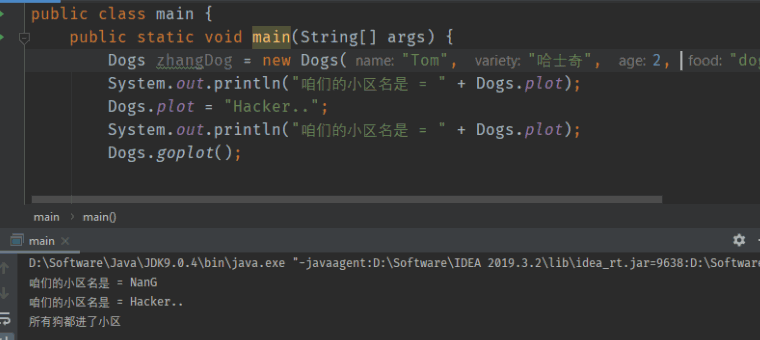 public class main {
public static void main(String[] args) {
Dogs zhangDog = new Dogs( name: "Tom", variety: "哈士奇", age: 2, food: "dog
System.out.println("咱们的小区名是 = " + Dogs.plot);
Dogs.plot = "Hacker..";
System.out.println("咱们的小区名是 = " + Dogs.plot);
Dogs.goplot();
main > main()
main ×
D:\Software\Java\JDK9.0.4\bin\java.exe "-javaagent:D:\Software\IDEA 2019.3.2\lib\idea_rt.jar=9638:D:\Softwa
咱们的小区名是 = NanG
咱们的小区名是 = Hacker..
所有狗都进了小区